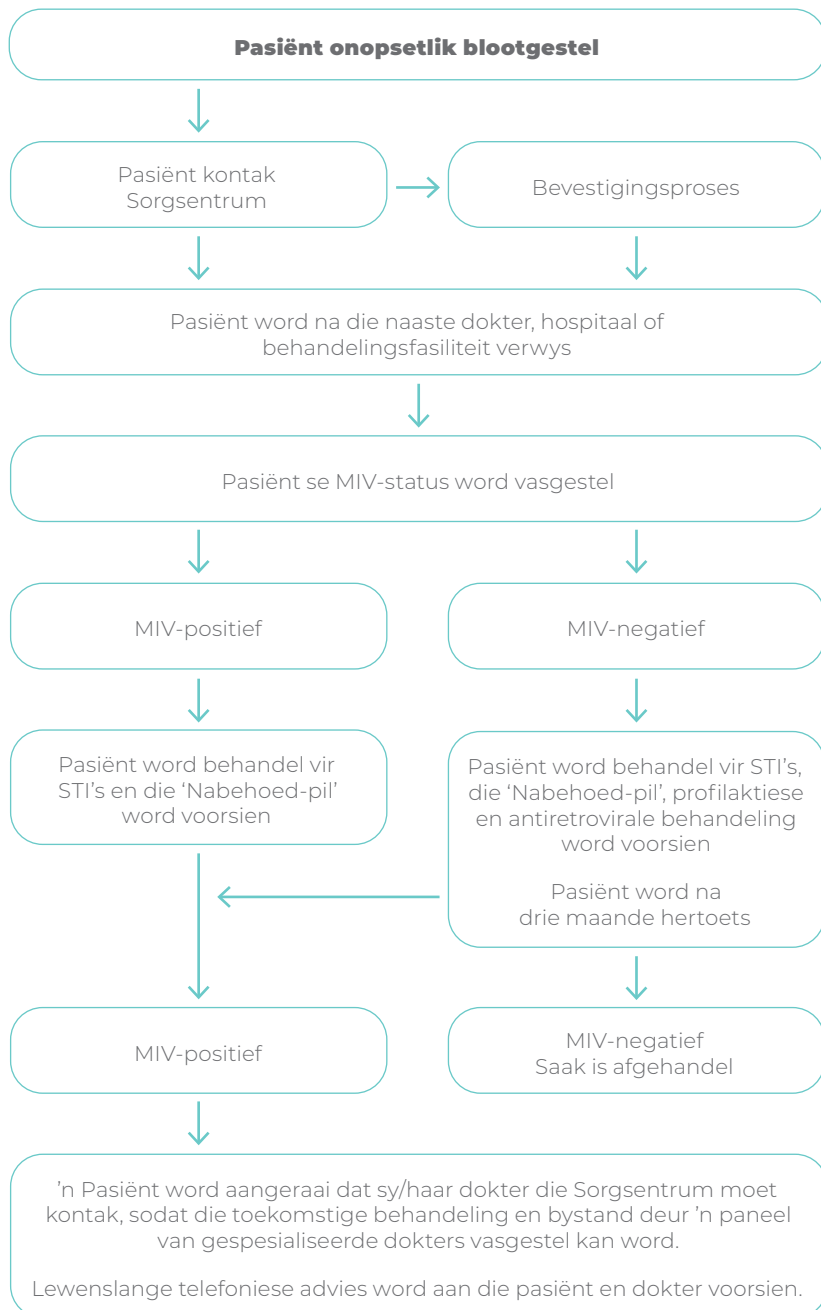 Pasiënt onopsetlik blootgestel
Pasiënt kontak
Sorgsentrum
Bevestigingsproses
Pasiënt word na die naaste dokter, hospitaal of
behandelingsfasiliteit verwys
Pasiënt se MIV-status word vasgestel
MIV-positief
MIV-negatief
Pasiënt word behandel vir
STI’s en die ‘Nabehoed-pil’
word voorsien
Pasiënt word behandel vir STI’s,
die ‘Nabehoed-pil’, profilaktiese
en antiretrovirale behandeling
word voorsien
Pasiënt word na
drie maande hertoets
MIV-positief
MIV-negatief
Saak is afgehandel
’n Pasiënt word aangeraai dat sy/haar dokter die Sorgsentrum moet
kontak, sodat die toekomstige behandeling en bystand deur ’n paneel
van gespesialiseerde dokters vasgestel kan word.
Lewenslange telefoniese advies word aan die pasiënt en dokter voorsien.